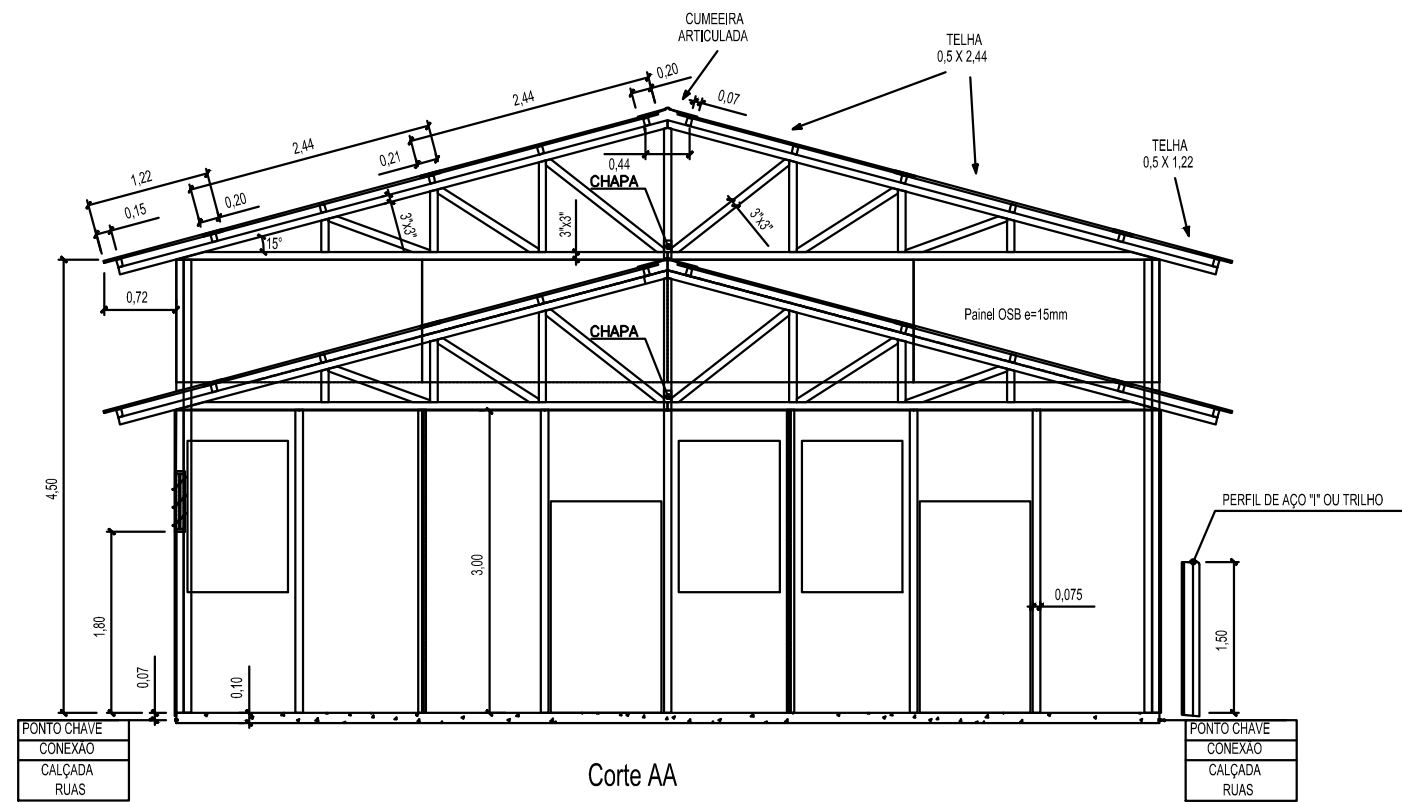 CUMEEIRA
ARTICULADA
TELHA
0,5 X 2,44
0,20
2,44
0,07
2,44
0,21
0,44
TELHA
0,5 X 1,22
1,22
0,20
CHAPA
0,15
3"x3"
3"x3"
3"x3"
15°
0,72
Painel OSB e=15mm
CHAPA
4,50
PERFIL DE AÇO "I" OU TRILHO
3,00
0,075
1,80
1,50
0,07
0,10
PONTO CHAVE
CONEXÃO
CALÇADA
RUAS
Corte AA
PONTO CHAVE
CONEXÃO
CALÇADA
RUAS